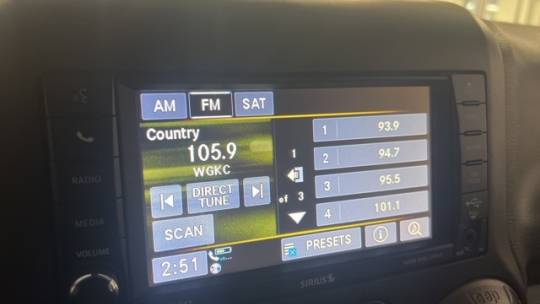 AM FM SAT
Country
105.9
WGKC
DIRECT
TUNE
SCAN
2:51
1
of 3
1 93.9
2 94.7
3 95.5
4 101.1
PRESETS
SIRIUS
RADIO
MEDIA
VOLUME